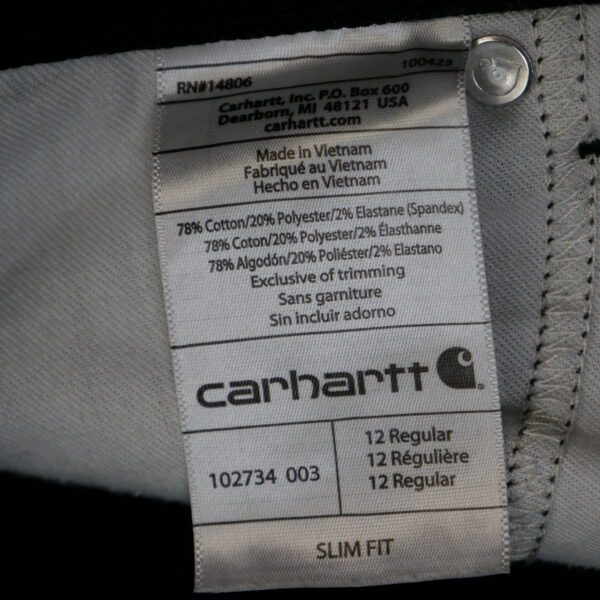 RN#14806 100423
Carhartt, Inc. P.O. Box 600
Dearborn, MI 48121 USA
carhartt.com
Made in Vietnam
Fabriqué au Vietnam
Hecho en Vietnam
78% Cotton/20% Polyester/2% Elastane (Spandex)
78% Coton/20% Polyester/2% Élasthanne
78% Algodón/20% Poliéster/2% Elastano
Exclusive of trimming
Sans garniture
Sin incluir adorno
carhartt
102734 003
12 Regular
12 Régulière
12 Regular
SLIM FIT